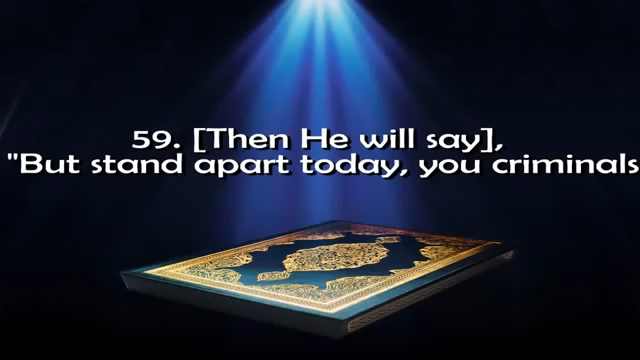 59. [Then He will say],
"But stand apart today, you criminals